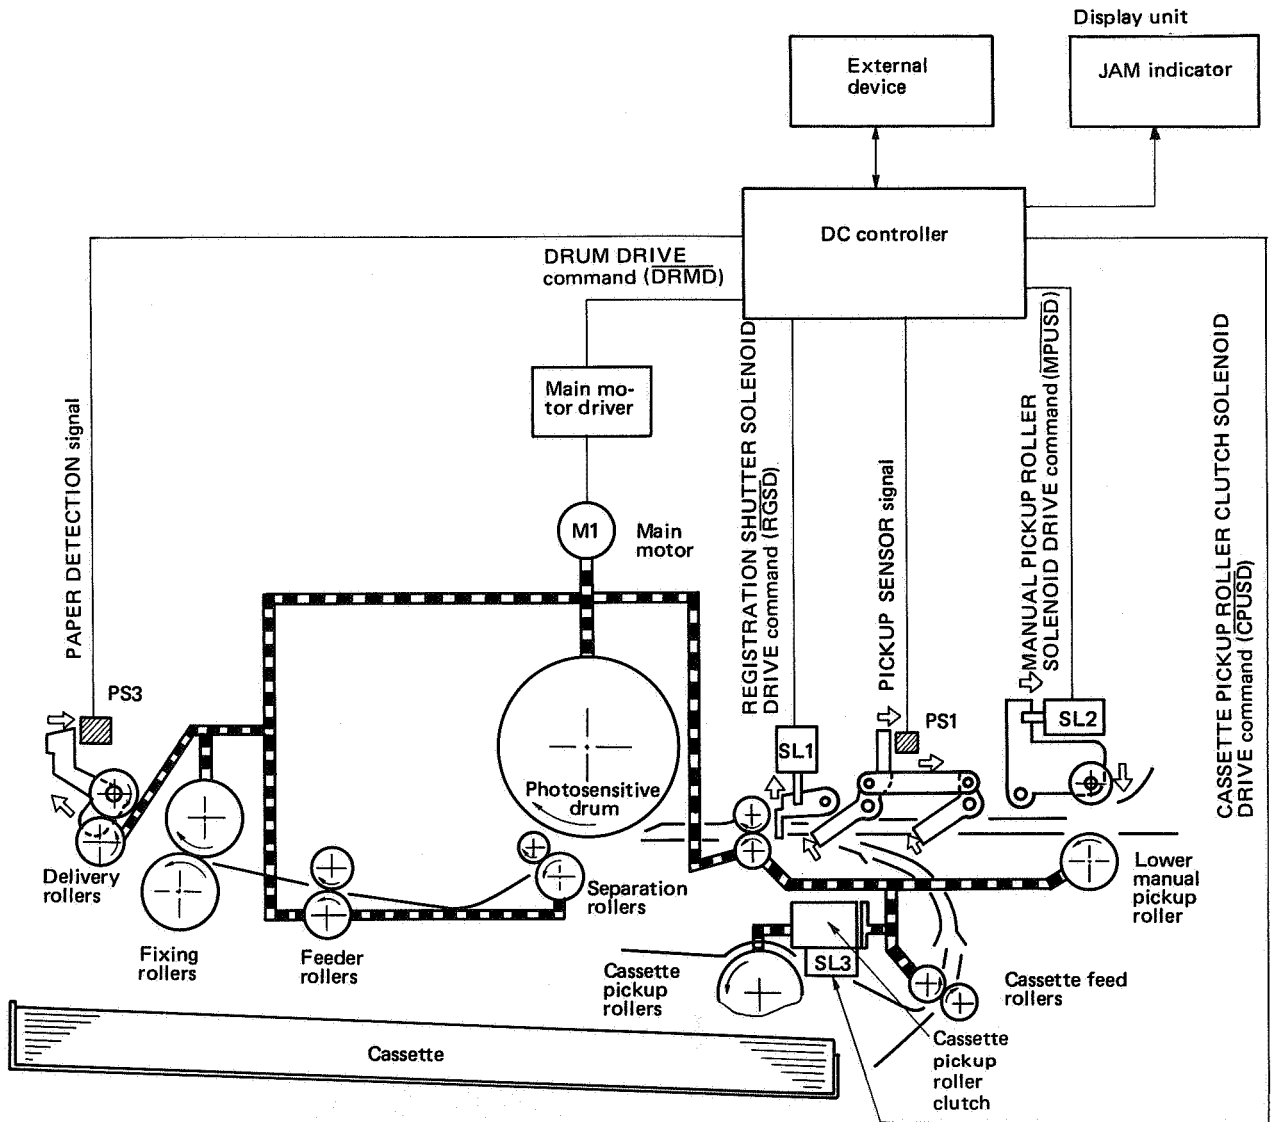 Display unit
External
device
JAM indicator
DC controller
DRUM DRIVE
command (DRMD)
Main mo-
tor driver
M1
Main
motor
PAPER DETECTION signal
REGISTRATION SHUTTER SOLENOID
DRIVE command (RGSD)
PICKUP SENSOR signal
MANUAL PICKUP ROLLER
SOLENOID DRIVE command (MPUSD)
CASSETTE PICKUP ROLLER CLUTCH SOLENOID
DRIVE command (CPUSD)
PS3
SL1
PS1
SL2
Photosensitive
drum
Delivery
rollers
Separation
rollers
Lower
manual
pickup
roller
Fixing
rollers
Feeder
rollers
Cassette
pickup
rollers
SL3
Cassette feed
rollers
Cassette
pickup
roller
clutch
Cassette